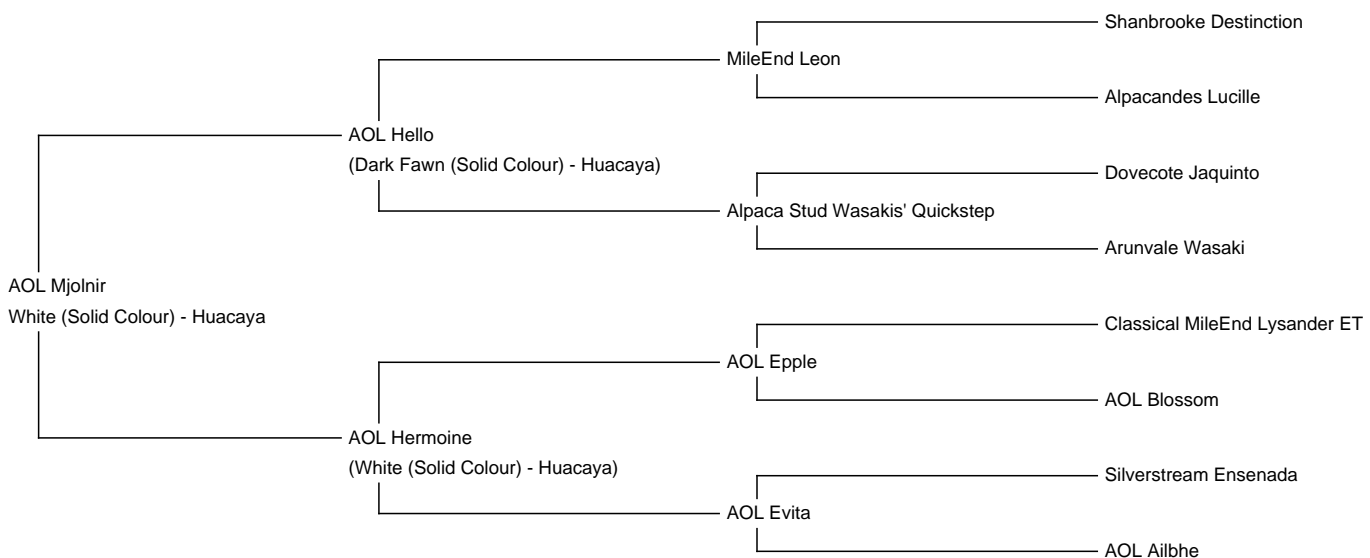 Shanbrooke Destinction
MileEnd Leon
Alpacandes Lucille
AOL Hello
(Dark Fawn (Solid Colour) - Huacaya)
Dovecote Jaquinto
Alpaca Stud Wasakis' Quickstep
Arunvale Wasaki
AOL Mjolnir
White (Solid Colour) - Huacaya
Classical MileEnd Lysander ET
AOL Epple
AOL Blossom
AOL Hermoine
(White (Solid Colour) - Huacaya)
Silverstream Ensenada
AOL Evita
AOL Ailbhe